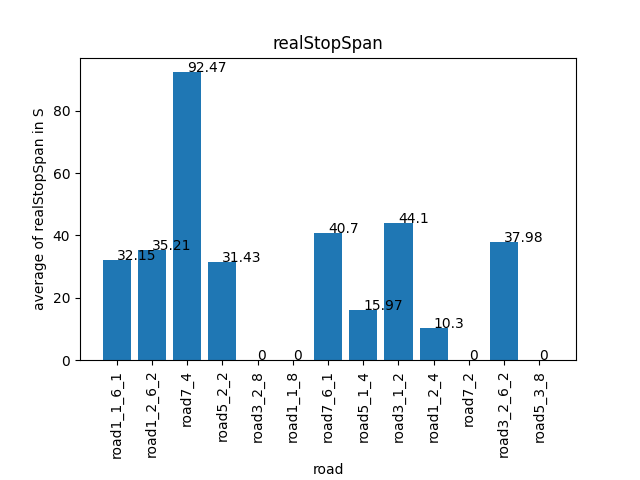 realStopSpan
average of realStopSpan in S
80
60
40
20
0
32.15
35.21
92.47
31.43
0
0
40.7
15.97
44.1
10.3
0
37.98
0
road1_1_6_1
road1_2_6_2
road7_4
road5_2_2
road3_2_8
road1_1_8
road7_6_1
road5_1_4
road3_1_2
road1_2_4
road7_2
road3_2_6_2
road5_3_8
road